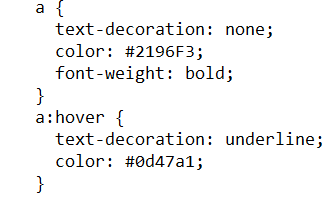 a {
  text-decoration: none;
  color: #2196F3;
  font-weight: bold;
}
a:hover {
  text-decoration: underline;
  color: #0d47a1;
}